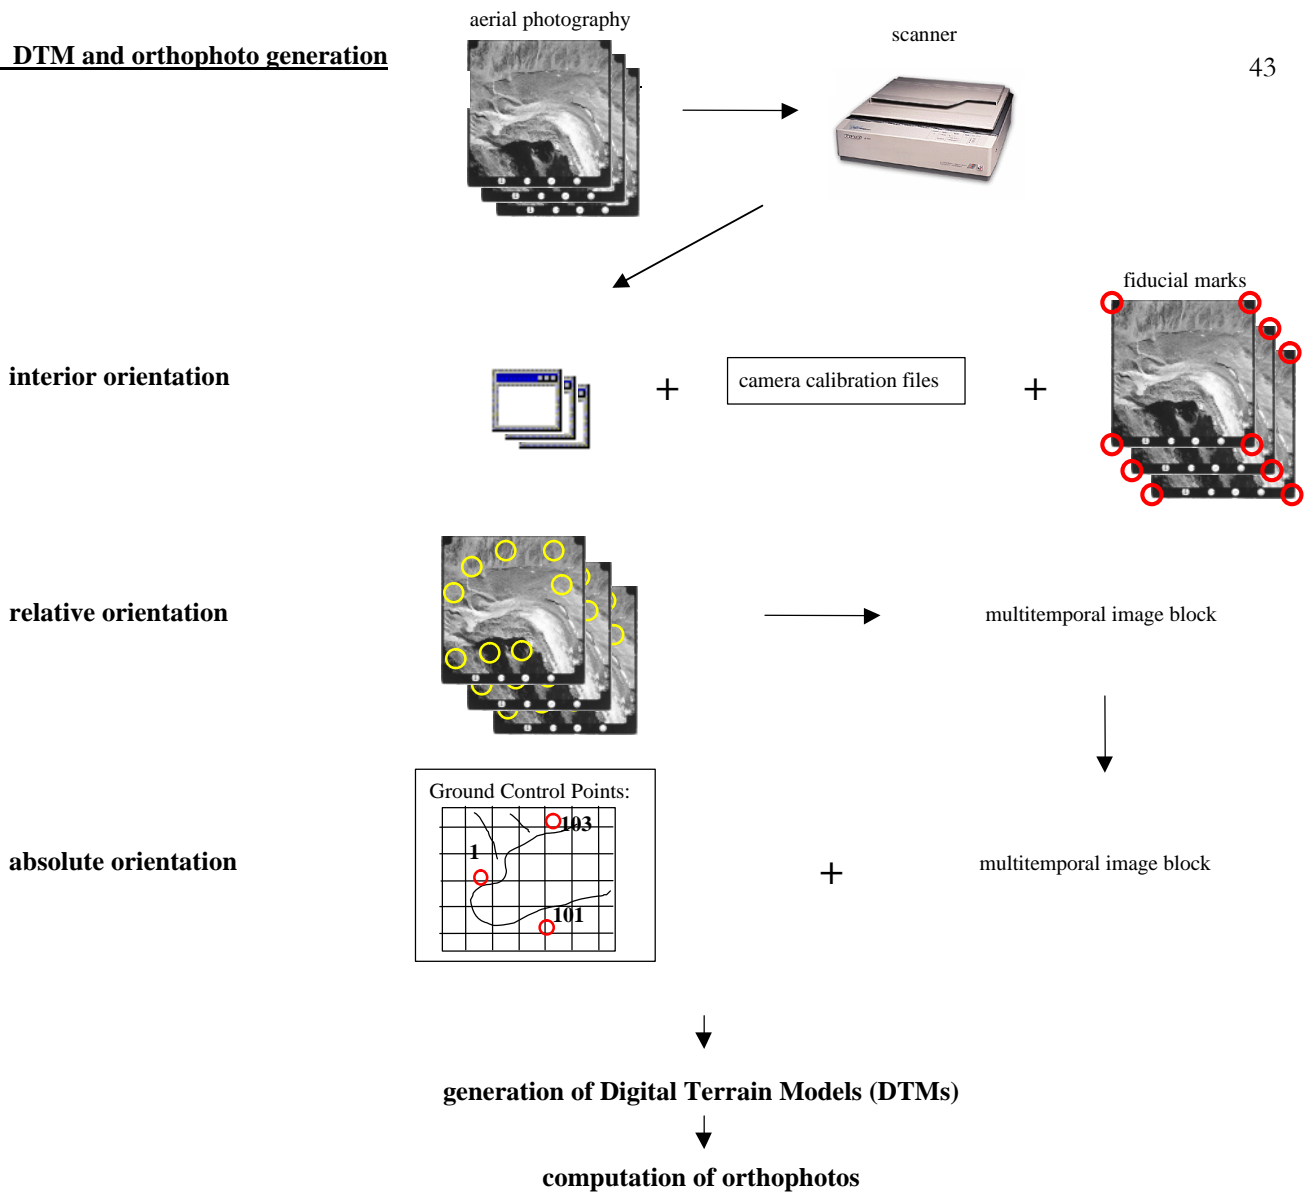 aerial photography
scanner
DTM and orthophoto generation
43
fiducial marks
interior orientation
+
camera calibration files
+
relative orientation
multitemporal image block
Ground Control Points:
103
1
101
absolute orientation
+
multitemporal image block
generation of Digital Terrain Models (DTMs)
computation of orthophotos